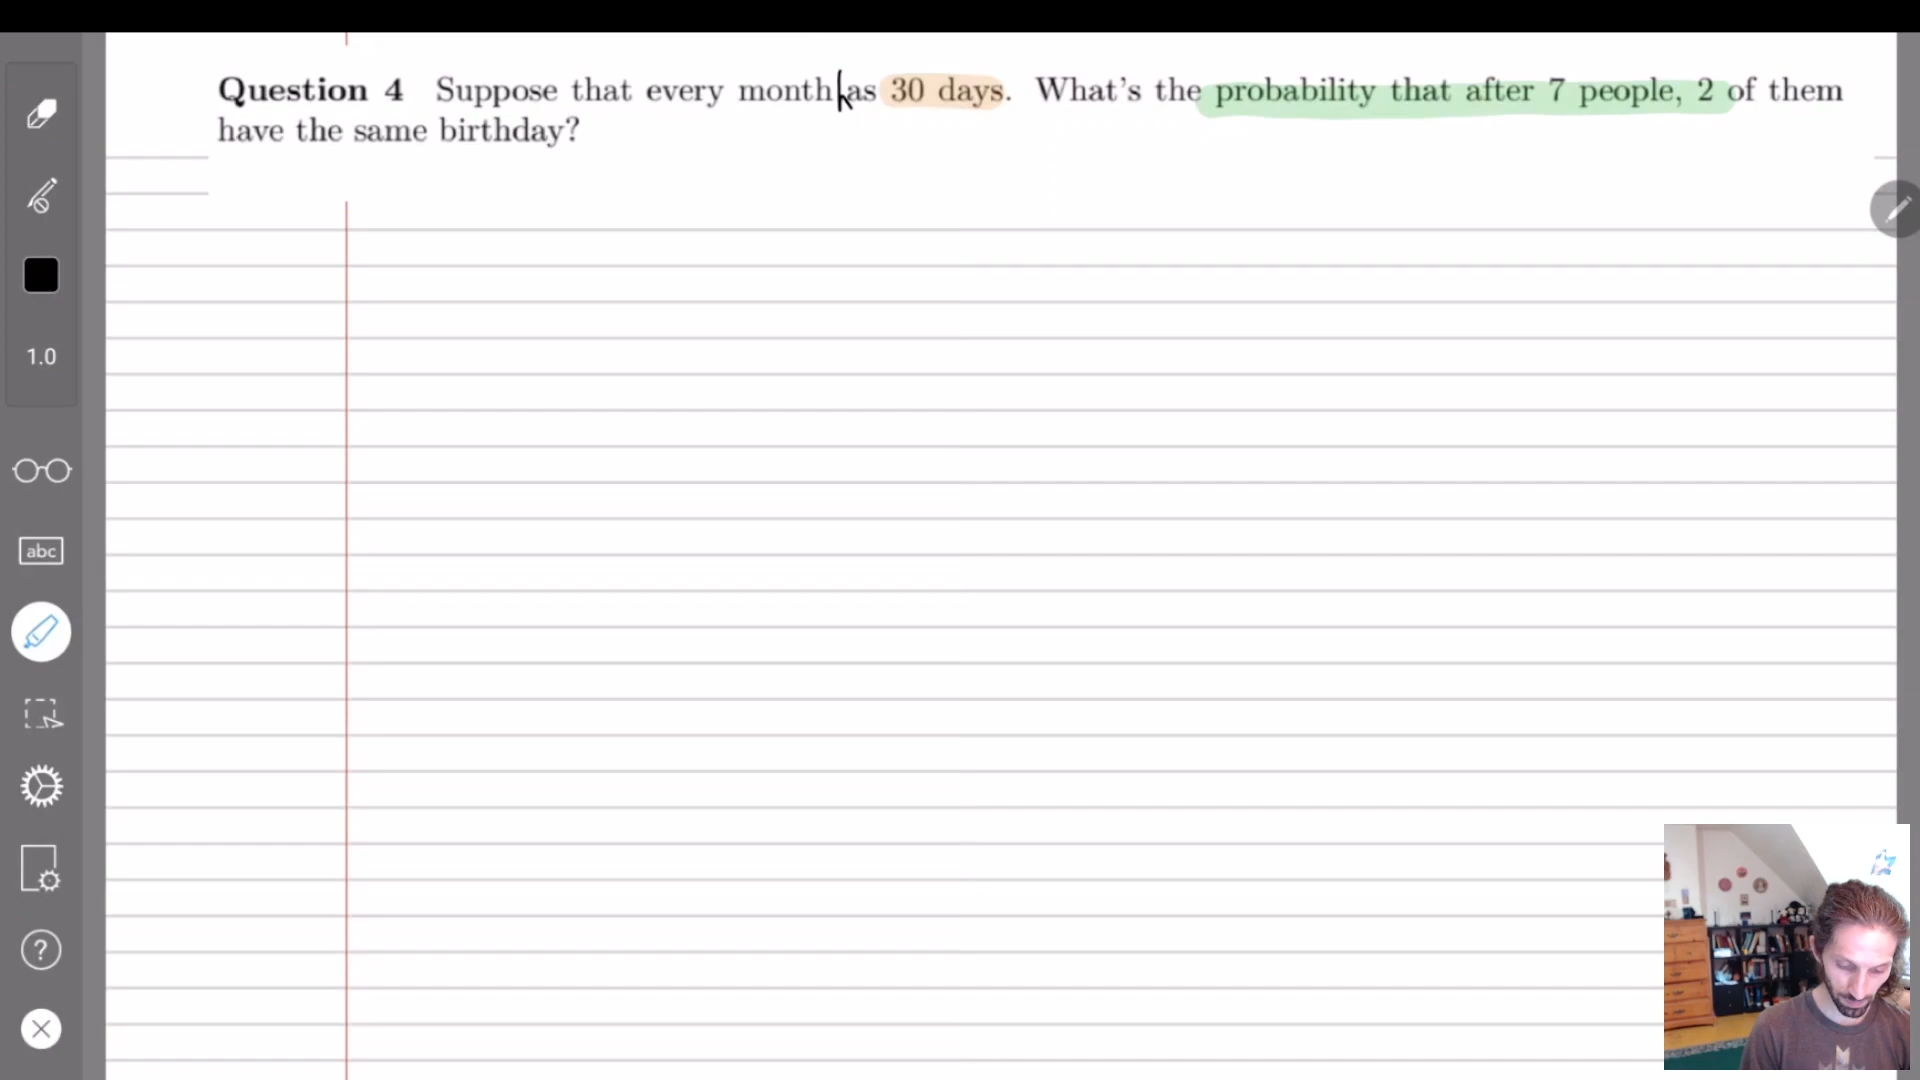 Question 4 Suppose that every month has 30 days. What's the probability that after 7 people, 2 of them
have the same birthday?
1.0
abc
?